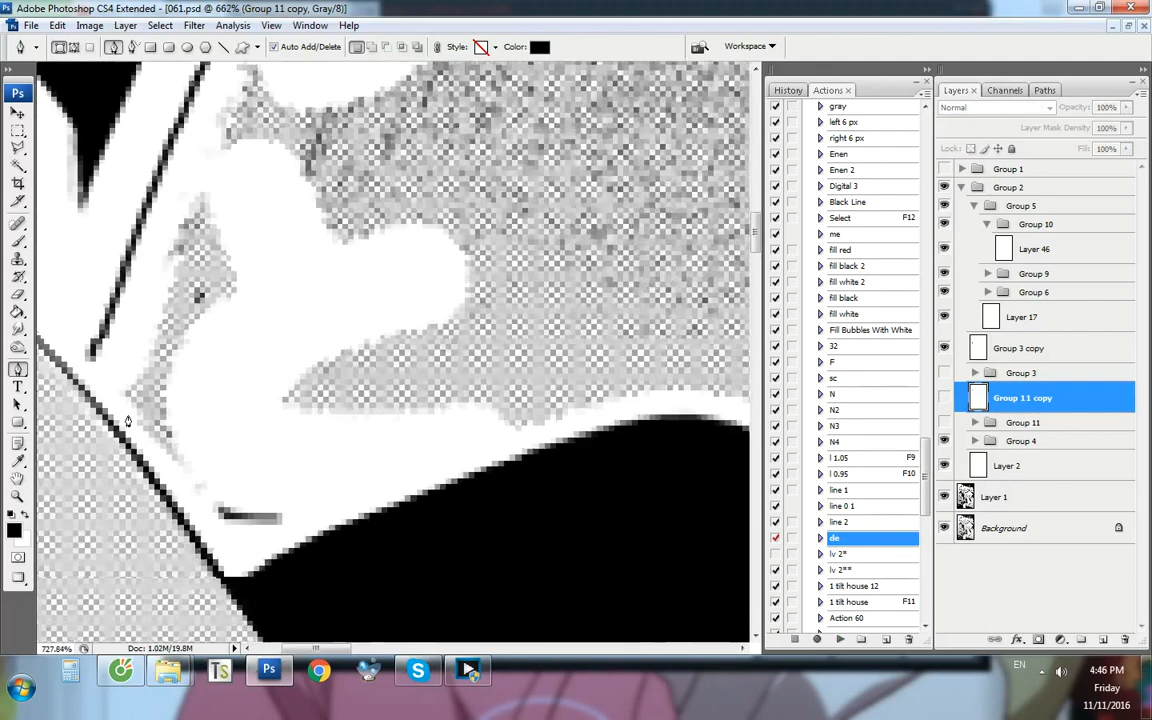 Adobe Photoshop CS4 Extended - [061.psd @ 662% (Group 11 copy, Gray/8)]
File Edit Image Layer Select Filter Analysis View Window Help
Auto Add/Delete Style: Color: Workspace
History Actions
gray
left 6 px
right 6 px
Enen
Enen 2
Digital 3
Black Line
Select F12
me
fill red
fill black 2
fill white 2
fill black
fill white
Fill Bubbles With White
32
F
sc
N
N2
N3
N4
l 1.05 F9
l 0.95 F10
line 1
line 0 1
line 2
de
lv 2*
lv 2**
1 tilt house 12
1 tilt house F11
Action 60
Layers Channels Paths
Normal Opacity: 100%
Layer Mask Density: 100%
Lock: Fill: 100%
Group 1
Group 2
Group 5
Group 10
Layer 46
Group 9
Group 6
Layer 17
Group 3 copy
Group 3
Group 11 copy
Group 11
Group 4
Layer 2
Layer 1
Background
Ps
T
727.84% Doc: 1.02M/19.8M
TS Ps S
EN
4:46 PM
Friday
11/11/2016